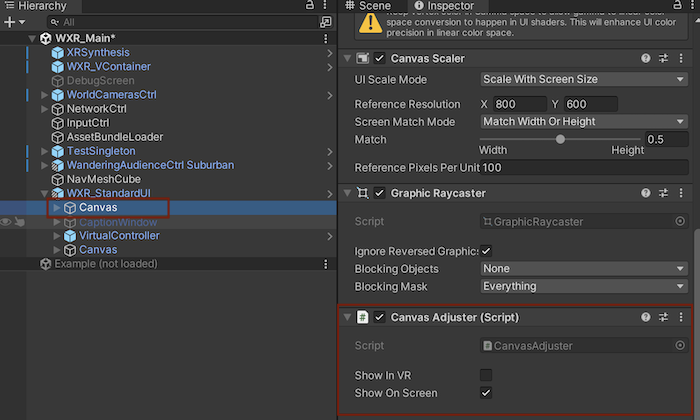 Hierarchy
All
WXR_Main*
XRSynthesis
WXR_VContainer
DebugScreen
WorldCamerasCtrl
NetworkCtrl
InputCtrl
AssetBundleLoader
TestSingleton
WanderingAudienceCtrl Suburban
NavMeshCube
WXR_StandardUI
Canvas
CaptionWindow
VirtualController
Canvas
Example (not loaded)
Scene Inspector
space conversion to happen in UI shaders. This will enhance UI color
precision in linear color space.
Canvas Scaler
UI Scale Mode Scale With Screen Size
Reference Resolution X 800 Y 600
Screen Match Mode Match Width Or Height
Match 0.5
Width Height
Reference Pixels Per Unit 100
Graphic Raycaster
Script GraphicRaycaster
Ignore Reversed Graphics
Blocking Objects None
Blocking Mask Everything
Canvas Adjuster (Script)
Script CanvasAdjuster
Show In VR
Show On Screen